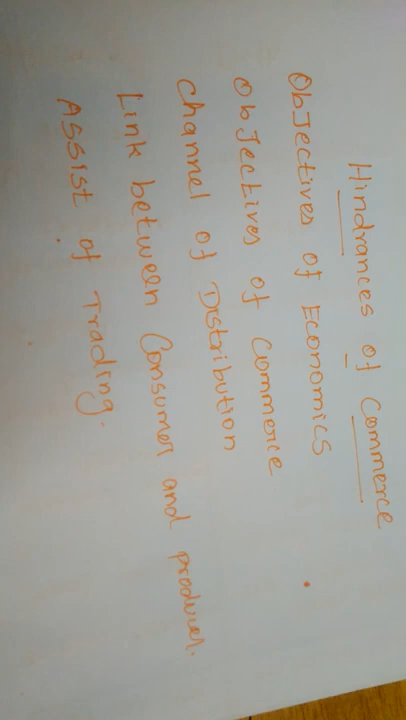 Hindrances of Commerce
Objectives of Economics
Objectives of Commerce
Channel of Distribution
Link between Consumer and producer.
Assist of Trading.